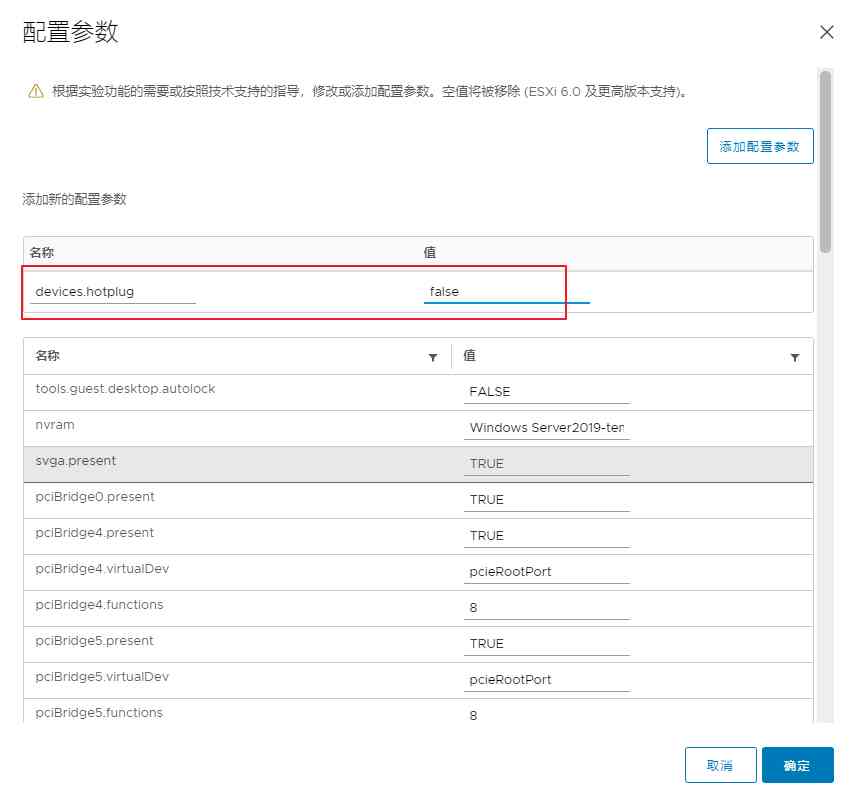 配置参数
根据实验功能的需要或按照技术支持的指导，修改或添加配置参数。空值将被移除 (ESXi 6.0 及更高版本支持)。
添加配置参数
添加新的配置参数
名称 值
devices.hotplug false
名称 值
tools.guest.desktop.autolock FALSE
nvram Windows Server2019-ter
svga.present TRUE
pciBridge0.present TRUE
pciBridge4.present TRUE
pciBridge4.virtualDev pcieRootPort
pciBridge4.functions 8
pciBridge5.present TRUE
pciBridge5.virtualDev pcieRootPort
pciBridge5.functions 8
取消 确定